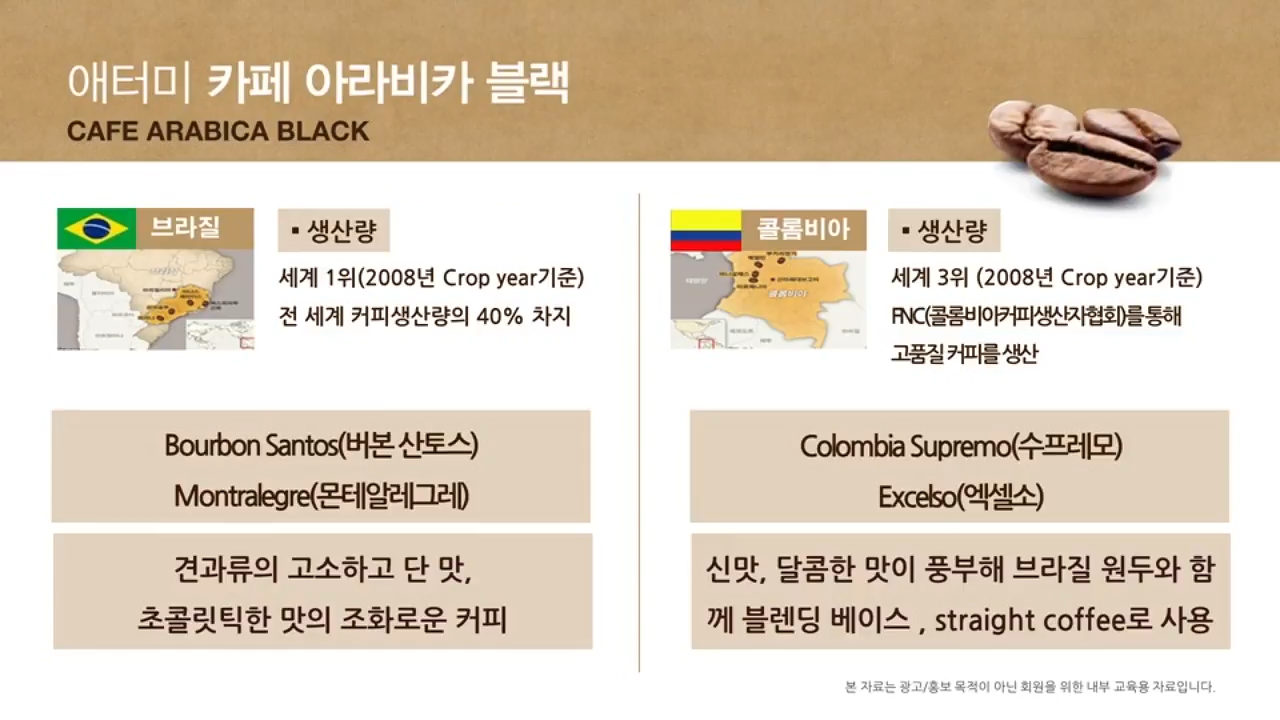 애터미 카페 아라비카 블랙
CAFE ARABICA BLACK
브라질
▪ 생산량
세계 1위(2008년 Crop year기준)
전 세계 커피생산량의 40% 차지
Bourbon Santos(버본 산토스)
Montralegre(몬테알레그레)
견과류의 고소하고 단 맛,
초콜릿틱한 맛의 조화로운 커피
콜롬비아
▪ 생산량
세계 3위 (2008년 Crop year기준)
FNC(콜롬비아커피생산자협회)를 통해
고품질 커피를 생산
콜롬비아
Colombia Supremo(수프레모)
Excelso(엑셀소)
신맛, 달콤한 맛이 풍부해 브라질 원두와 함
께 블렌딩 베이스 , straight coffee로 사용
본 자료는 광고/홍보 목적이 아닌 회원을 위한 내부 교육용 자료입니다.